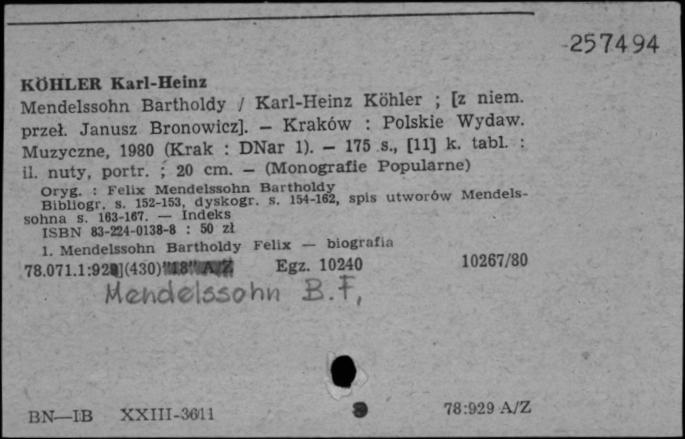 257494
KÖHLER Karl-Heinz
Mendelssohn Bartholdy / Karl-Heinz Köhler ; [z niem.
przeł. Janusz Bronowicz]. — Kraków : Polskie Wydaw.
Muzyczne, 1980 (Krak : DNar 1). — 175 s., [11] k. tabl. :
il. nuty, portr. ; 20 cm. — (Monografie Popularne)
Oryg. : Felix Mendelssohn Bartholdy
Bibliogr. s. 152-153, dyskogr. s. 154-162, spis utworów Mendels-
sohna s. 163-167. — Indeks
ISBN 83-224-0138-8 : 50 zł
1. Mendelssohn Bartholdy Felix — biografia
78.071.1:929](430)"18" A/Z Egz. 10240 10267/80
Mendelssohn B. F,
BN—IB XXIII-3611 78:929 A/Z